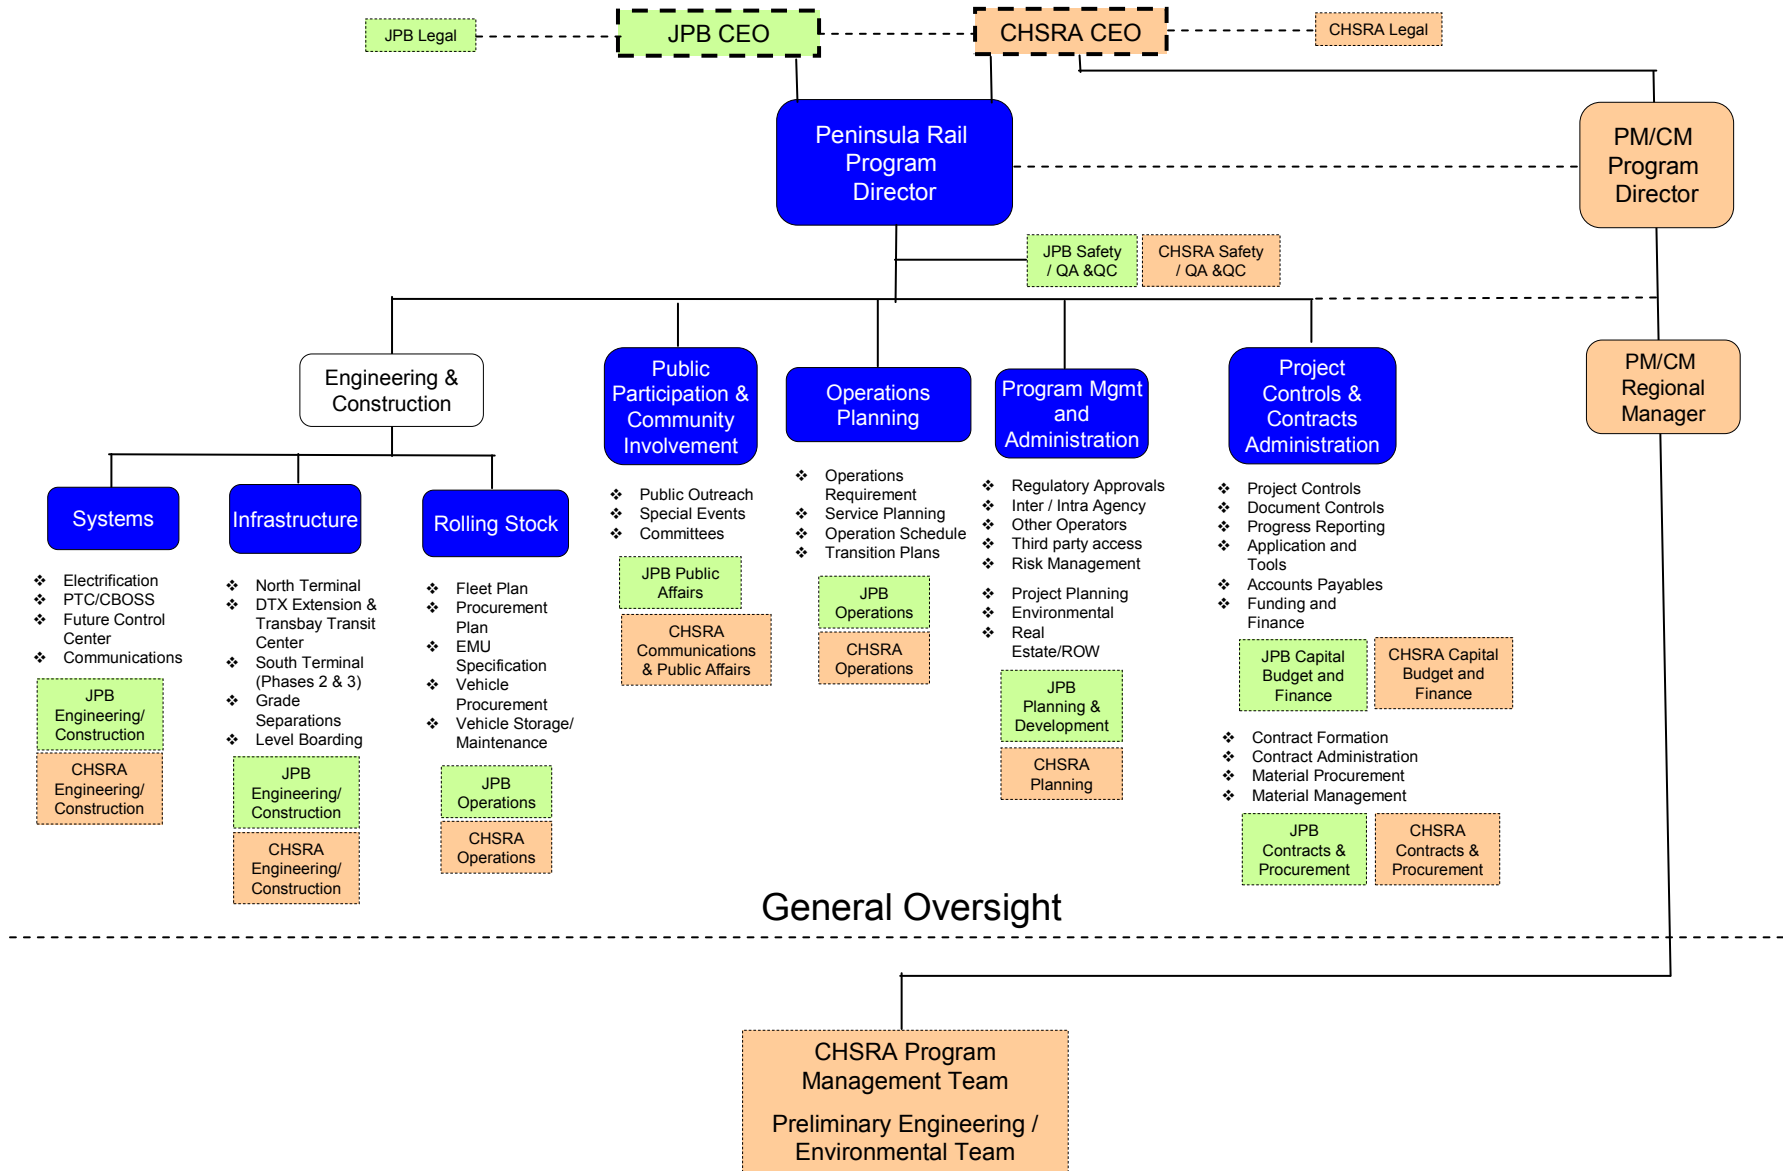 JPB Legal
JPB CEO
CHSRA CEO
CHSRA Legal
Peninsula Rail
Program
Director
PM/CM
Program
Director
JPB Safety
/ QA &QC
CHSRA Safety
/ QA &QC
Engineering &
Construction
Public
Participation &
Community
Involvement
Operations
Planning
Program Mgmt
and
Administration
Project
Controls &
Contracts
Administration
PM/CM
Regional
Manager
Systems
❖ Electrification
❖ PTC/CBOSS
❖ Future Control
Center
❖ Communications
JPB
Engineering/
Construction
CHSRA
Engineering/
Construction
Infrastructure
❖ North Terminal
❖ DTX Extension &
Transbay Transit
Center
❖ South Terminal
(Phases 2 & 3)
❖ Grade
Separations
❖ Level Boarding
JPB
Engineering/
Construction
CHSRA
Engineering/
Construction
Rolling Stock
❖ Fleet Plan
❖ Procurement
Plan
❖ EMU
Specification
❖ Vehicle
Procurement
❖ Vehicle Storage/
Maintenance
JPB
Operations
CHSRA
Operations
❖ Public Outreach
❖ Special Events
❖ Committees
JPB Public
Affairs
CHSRA
Communications
& Public Affairs
❖ Operations
Requirement
❖ Service Planning
❖ Operation Schedule
❖ Transition Plans
JPB
Operations
CHSRA
Operations
❖ Regulatory Approvals
❖ Inter / Intra Agency
❖ Other Operators
❖ Third party access
❖ Risk Management
❖ Project Planning
❖ Environmental
❖ Real
Estate/ROW
JPB
Planning &
Development
CHSRA
Planning
❖ Project Controls
❖ Document Controls
❖ Progress Reporting
❖ Application and
Tools
❖ Accounts Payables
❖ Funding and
Finance
JPB Capital
Budget and
Finance
CHSRA Capital
Budget and
Finance
❖ Contract Formation
❖ Contract Administration
❖ Material Procurement
❖ Material Management
JPB
Contracts &
Procurement
CHSRA
Contracts &
Procurement
General Oversight
CHSRA Program
Management Team
Preliminary Engineering /
Environmental Team